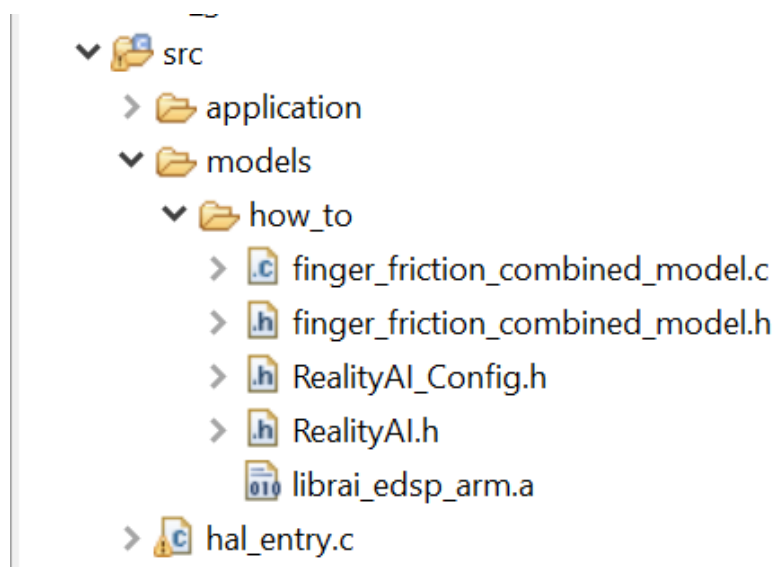 src
application
models
how_to
finger_friction_combined_model.c
finger_friction_combined_model.h
RealityAI_Config.h
RealityAI.h
librai_edsp_arm.a
hal_entry.c